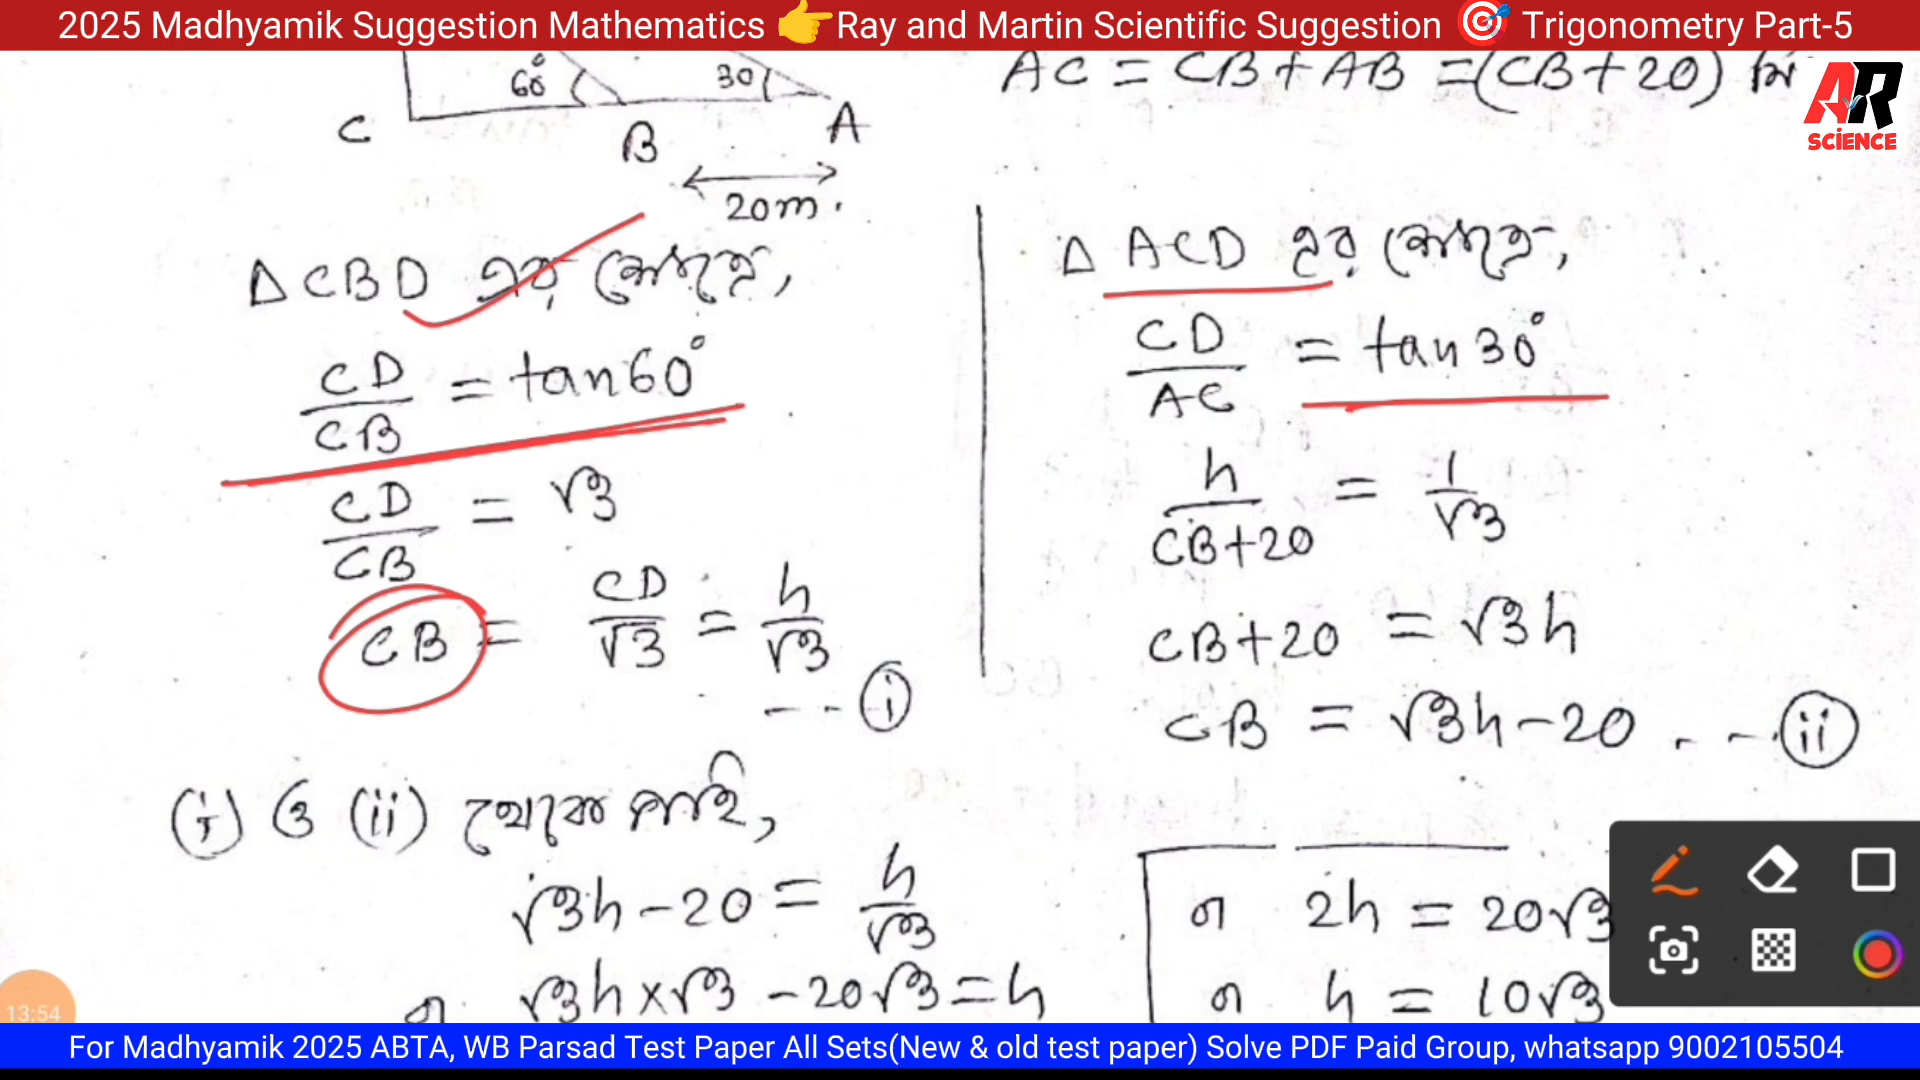 2025 Madhyamik Suggestion Mathematics 👉Ray and Martin Scientific Suggestion 🎯 Trigonometry Part-5
AR
SCIENCE
60° 30
C B A
20m.
AC = CB + AB = (CB + 20) মি
Δ CBD এর ক্ষেত্রে,
CD/CB = tan60°
CD/CB = √3
CB = CD/√3 = h/√3
-- (i)
Δ ACD এর ক্ষেত্রে,
CD/AC = tan 30°
h/CB+20 = 1/√3
CB+20 = √3h
CB = √3h-20 . -- (ii)
(i) ও (ii) থেকে পাই,
√3h-20 = h/√3
বা √3h×√3 -20√3=h
বা 2h = 20√3
বা h = 10√3
13:54
For Madhyamik 2025 ABTA, WB Parsad Test Paper All Sets(New & old test paper) Solve PDF Paid Group, whatsapp 9002105504